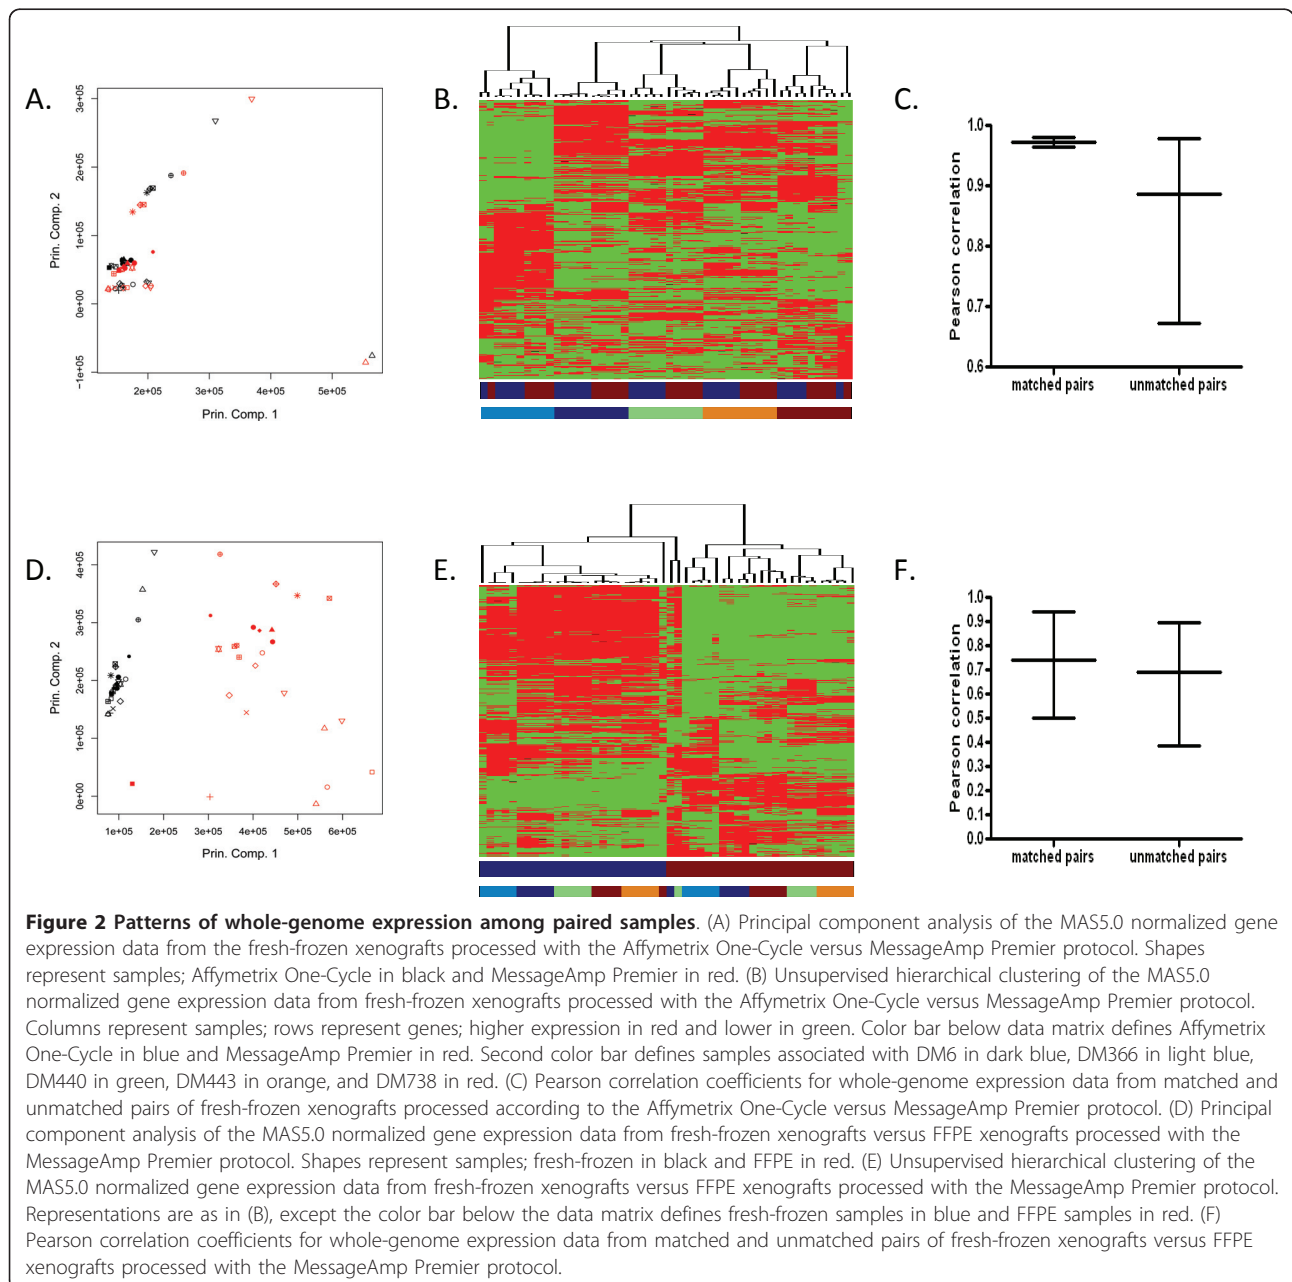 A.
B.
C.
3e+05
2e+05
1e+05
0e+00
−1e+05
Prin. Comp. 2
2e+05 3e+05 4e+05 5e+05
Prin. Comp. 1
1.0
0.9
0.8
0.7
0.6
Pearson correlation
matched pairs unmatched pairs
D.
E.
F.
4e+05
3e+05
2e+05
1e+05
0e+00
Prin. Comp. 2
1e+05 2e+05 3e+05 4e+05 5e+05 6e+05
Prin. Comp. 1
1.0
0.9
0.8
0.7
0.6
0.5
0.4
0.3
0.2
0.1
0.0
Pearson correlation
matched pairs unmatched pairs
Figure 2 Patterns of whole-genome expression among paired samples. (A) Principal component analysis of the MAS5.0 normalized gene
expression data from the fresh-frozen xenografts processed with the Affymetrix One-Cycle versus MessageAmp Premier protocol. Shapes
represent samples; Affymetrix One-Cycle in black and MessageAmp Premier in red. (B) Unsupervised hierarchical clustering of the MAS5.0
normalized gene expression data from fresh-frozen xenografts processed with the Affymetrix One-Cycle versus MessageAmp Premier protocol.
Columns represent samples; rows represent genes; higher expression in red and lower in green. Color bar below data matrix defines Affymetrix
One-Cycle in blue and MessageAmp Premier in red. Second color bar defines samples associated with DM6 in dark blue, DM366 in light blue,
DM440 in green, DM443 in orange, and DM738 in red. (C) Pearson correlation coefficients for whole-genome expression data from matched and
unmatched pairs of fresh-frozen xenografts processed according to the Affymetrix One-Cycle versus MessageAmp Premier protocol. (D) Principal
component analysis of the MAS5.0 normalized gene expression data from fresh-frozen xenografts versus FFPE xenografts processed with the
MessageAmp Premier protocol. Shapes represent samples; fresh-frozen in black and FFPE in red. (E) Unsupervised hierarchical clustering of the
MAS5.0 normalized gene expression data from fresh-frozen xenografts versus FFPE xenografts processed with the MessageAmp Premier protocol.
Representations are as in (B), except the color bar below the data matrix defines fresh-frozen samples in blue and FFPE samples in red. (F)
Pearson correlation coefficients for whole-genome expression data from matched and unmatched pairs of fresh-frozen xenografts versus FFPE
xenografts processed with the MessageAmp Premier protocol.